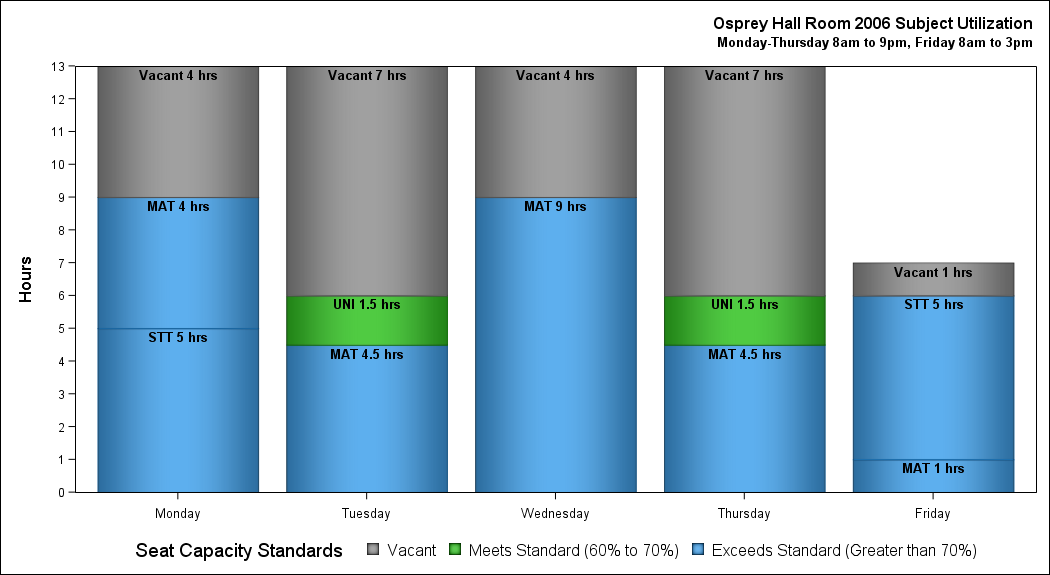 Osprey Hall Room 2006 Subject Utilization
Monday-Thursday 8am to 9pm, Friday 8am to 3pm
Hours
13
12
11
10
9
8
7
6
5
4
3
2
1
0
Vacant 4 hrs
MAT 4 hrs
STT 5 hrs
Vacant 7 hrs
UNI 1.5 hrs
MAT 4.5 hrs
Vacant 4 hrs
MAT 9 hrs
Vacant 7 hrs
UNI 1.5 hrs
MAT 4.5 hrs
Vacant 1 hrs
STT 5 hrs
MAT 1 hrs
Monday Tuesday Wednesday Thursday Friday
Seat Capacity Standards Vacant Meets Standard (60% to 70%) Exceeds Standard (Greater than 70%)